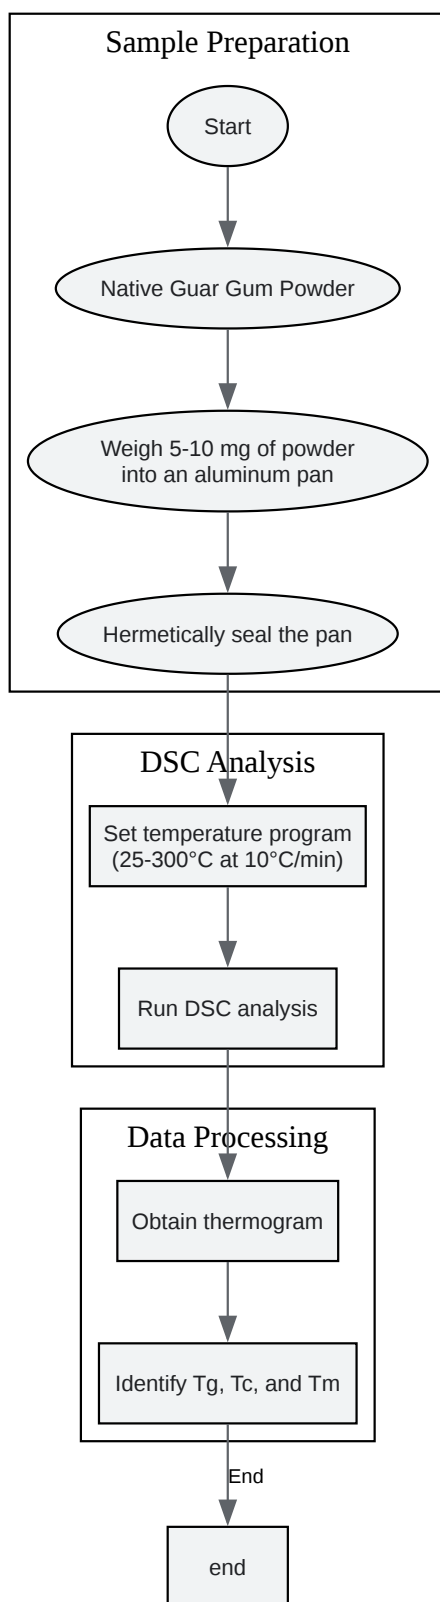 Sample Preparation
Start
Native Guar Gum Powder
Weigh 5-10 mg of powder
into an aluminum pan
Hermetically seal the pan
DSC Analysis
Set temperature program
(25-300°C at 10°C/min)
Run DSC analysis
Data Processing
Obtain thermogram
Identify Tg, Tc, and Tm
End
end